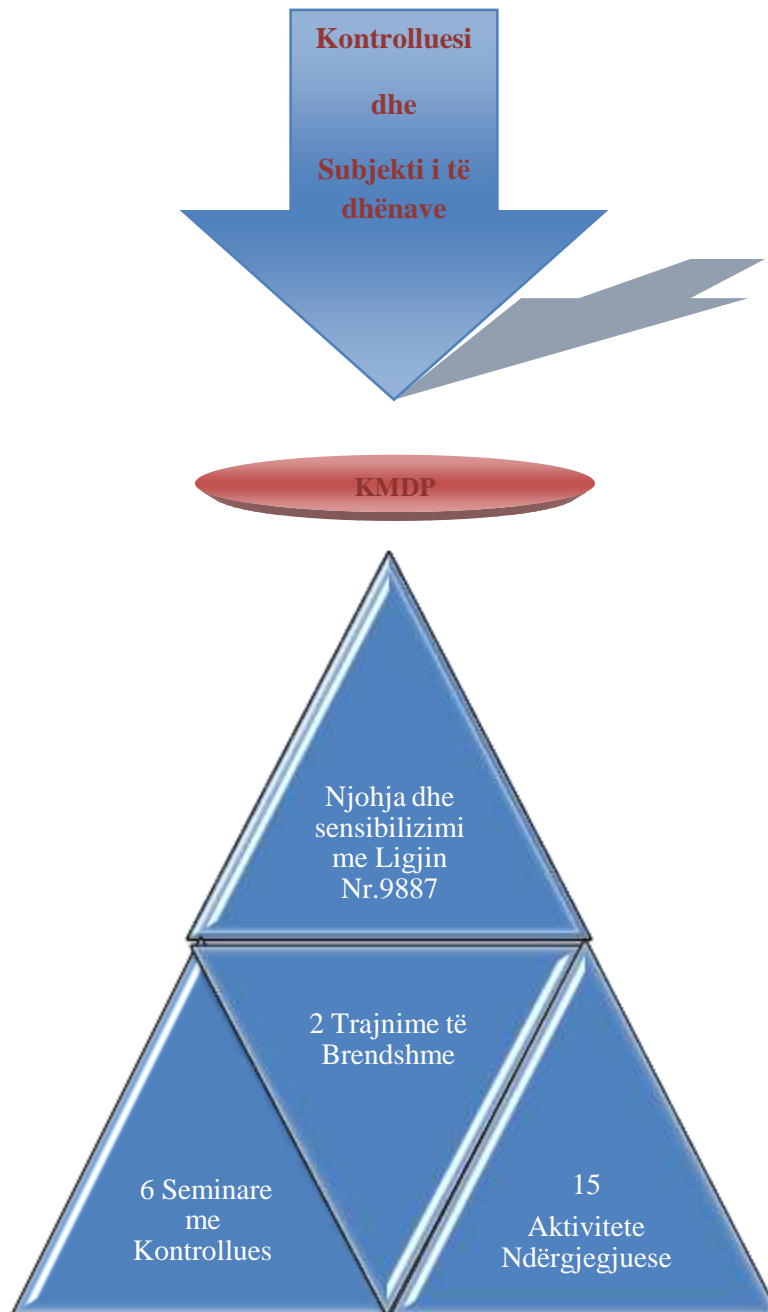 Kontrolluesi
dhe
Subjekti i të
dhënave
KMDP
Njohja dhe
sensibilizimi
me Ligjin
Nr.9887
2 Trajnime të
Brendshme
6 Seminare
me
Kontrollues
15
Aktivitete
Ndërgjegjuese